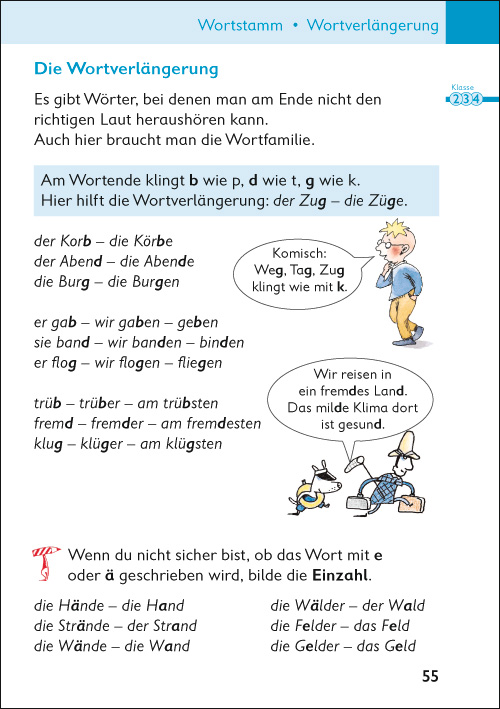 Wortstamm • Wortverlängerung
Die Wortverlängerung
Klasse
2 3 4
Es gibt Wörter, bei denen man am Ende nicht den
richtigen Laut heraushören kann.
Auch hier braucht man die Wortfamilie.
Am Wortende klingt b wie p, d wie t, g wie k.
Hier hilft die Wortverlängerung: der Zug – die Züge.
der Korb – die Körbe
der Abend – die Abende
die Burg – die Burgen
Komisch:
Weg, Tag, Zug
klingt wie mit k.
er gab – wir gaben – geben
sie band – wir banden – binden
er flog – wir flogen – fliegen
trüb – trüber – am trübsten
fremd – fremder – am fremdesten
klug – klüger – am klügsten
Wir reisen in
ein fremdes Land.
Das milde Klima dort
ist gesund.
Wenn du nicht sicher bist, ob das Wort mit e
oder ä geschrieben wird, bilde die Einzahl.
die Hände – die Hand
die Strände – der Strand
die Wände – die Wand
die Wälder – der Wald
die Felder – das Feld
die Gelder – das Geld
55